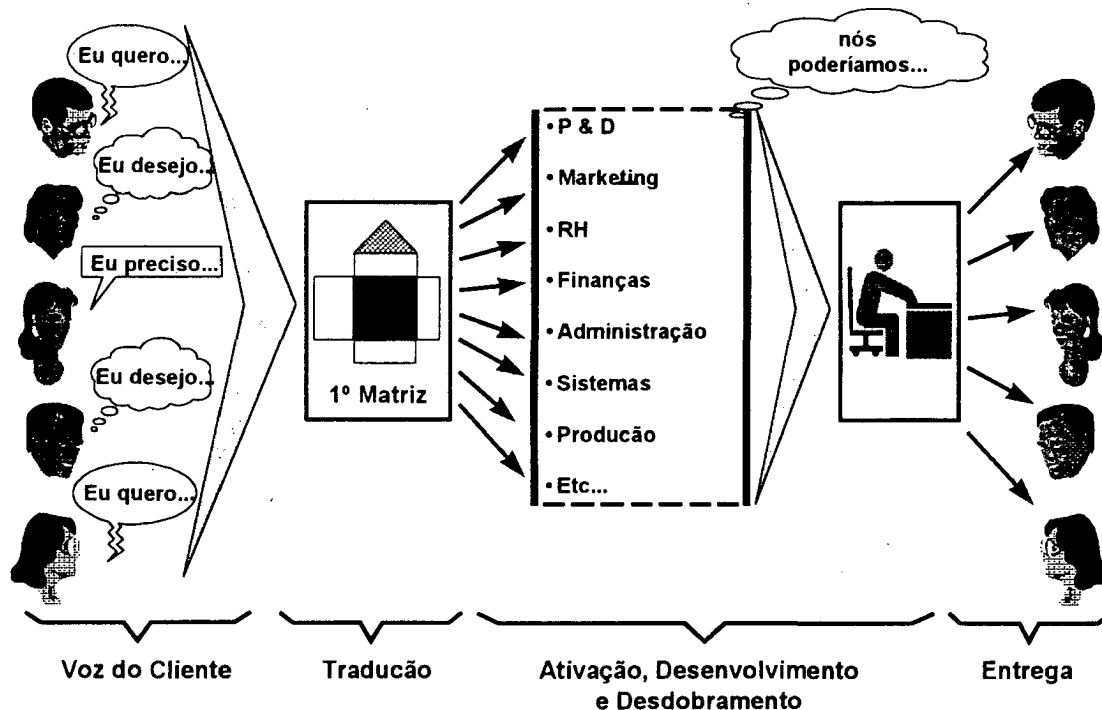 Eu quero...
Eu desejo...
Eu preciso...
Eu desejo...
Eu quero...
1º Matriz
nós
poderíamos...
• P & D
• Marketing
• RH
• Finanças
• Administração
• Sistemas
• Producão
• Etc...
Voz do Cliente
Traducão
Ativação, Desenvolvimento
e Desdobramento
Entrega